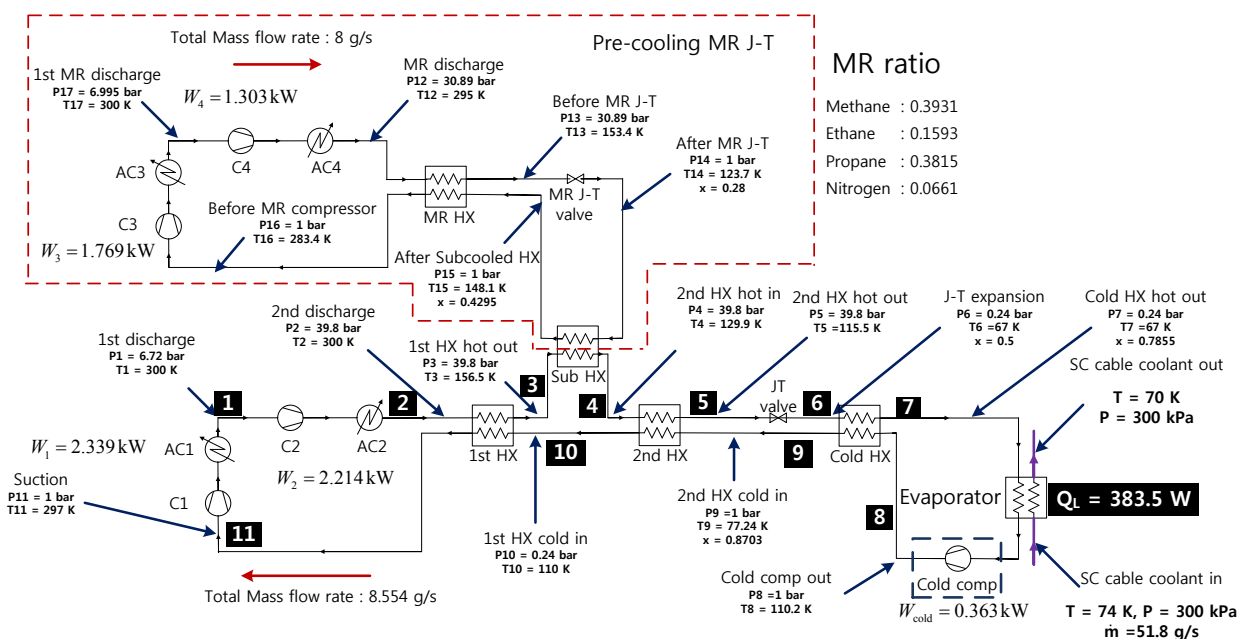 Total Mass flow rate : 8 g/s
Pre-cooling MR J-T
MR ratio
Methane : 0.3931
Ethane : 0.1593
Propane : 0.3815
Nitrogen : 0.0661
1st MR discharge
P17 = 6.995 bar
T17 = 300 K
W4 = 1.303 kW
MR discharge
P12 = 30.89 bar
T12 = 295 K
Before MR J-T
P13 = 30.89 bar
T13 = 153.4 K
After MR J-T
P14 = 1 bar
T14 = 123.7 K
x = 0.28
AC3
C4
AC4
MR HX
MR J-T
valve
C3
Before MR compressor
P16 = 1 bar
T16 = 283.4 K
W3 = 1.769 kW
After Subcooled HX
P15 = 1 bar
T15 = 148.1 K
x = 0.4295
Sub HX
1st discharge
P1 = 6.72 bar
T1 = 300 K
2nd discharge
P2 = 39.8 bar
T2 = 300 K
1st HX hot out
P3 = 39.8 bar
T3 = 156.5 K
2nd HX hot in
P4 = 39.8 bar
T4 = 129.9 K
2nd HX hot out
P5 = 39.8 bar
T5 =115.5 K
J-T expansion
P6 = 0.24 bar
T6 =67 K
x = 0.5
Cold HX hot out
P7 = 0.24 bar
T7 =67 K
x = 0.7855
SC cable coolant out
T = 70 K
P = 300 kPa
1
2
3
4
5
JT
valve
6
7
AC1
C2
AC2
W1 = 2.339 kW
W2 = 2.214 kW
1st HX
10
2nd HX
9
Cold HX
Suction
P11 = 1 bar
T11 = 297 K
C1
11
1st HX cold in
P10 = 0.24 bar
T10 = 110 K
2nd HX cold in
P9 =1 bar
T9 = 77.24 K
x = 0.8703
8
Evaporator
QL = 383.5 W
Total Mass flow rate : 8.554 g/s
Cold comp out
P8 =1 bar
T8 = 110.2 K
Cold comp
Wcold = 0.363 kW
SC cable coolant in
T = 74 K, P = 300 kPa
ṁ =51.8 g/s